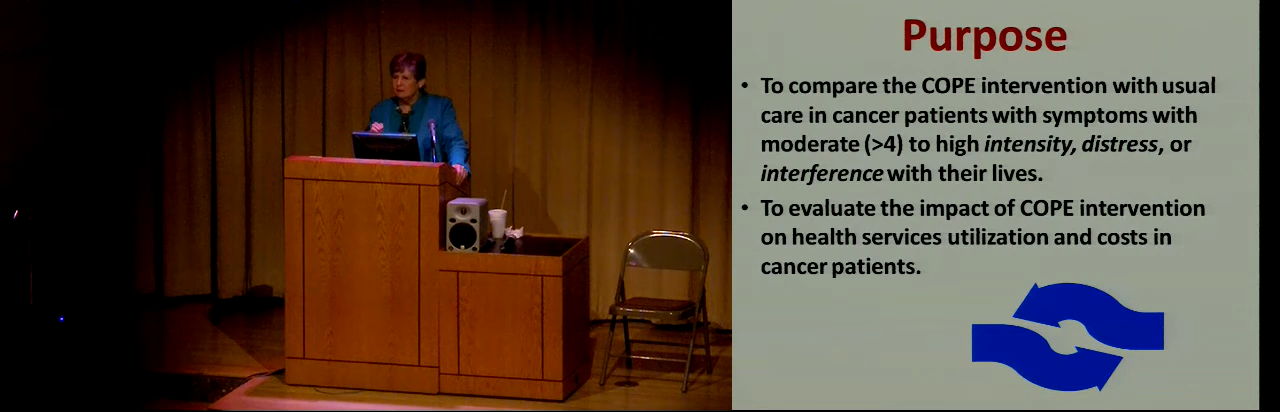 Purpose
• To compare the COPE intervention with usual
care in cancer patients with symptoms with
moderate (>4) to high intensity, distress, or
interference with their lives.
• To evaluate the impact of COPE intervention
on health services utilization and costs in
cancer patients.